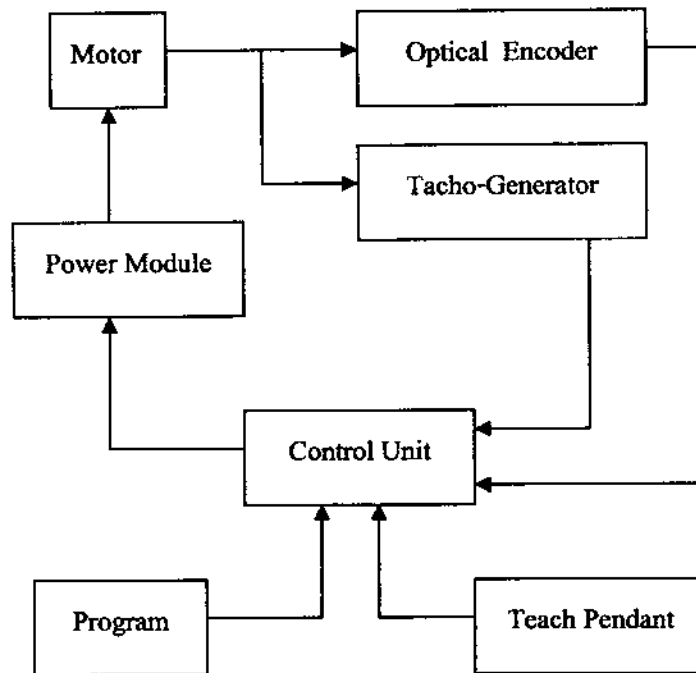 Motor
Optical Encoder
Tacho-Generator
Power Module
Control Unit
Program
Teach Pendant